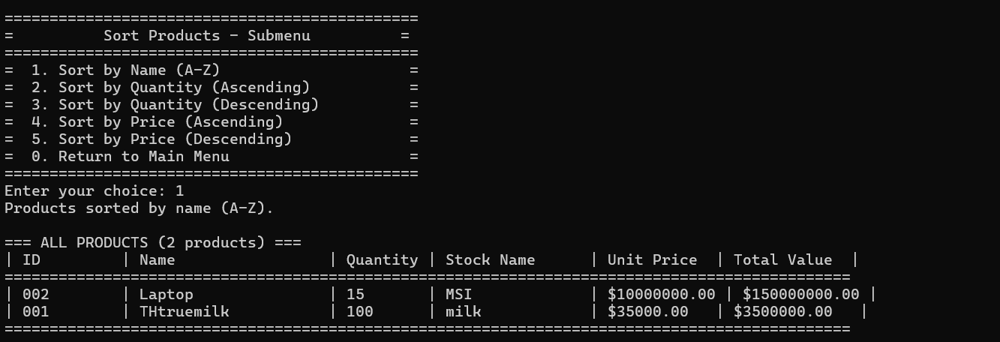 ==============================================
=          Sort Products - Submenu          =
==============================================
=  1. Sort by Name (A-Z)                     =
=  2. Sort by Quantity (Ascending)           =
=  3. Sort by Quantity (Descending)          =
=  4. Sort by Price (Ascending)              =
=  5. Sort by Price (Descending)             =
=  0. Return to Main Menu                    =
==============================================
Enter your choice: 1
Products sorted by name (A-Z).

=== ALL PRODUCTS (2 products) ===
| ID         | Name                 | Quantity | Stock Name      | Unit Price  | Total Value  |
==============================================================================================
| 002        | Laptop               | 15       | MSI             | $10000000.00 | $150000000.00 |
| 001        | THtruemilk           | 100      | milk            | $35000.00   | $3500000.00   |
==============================================================================================